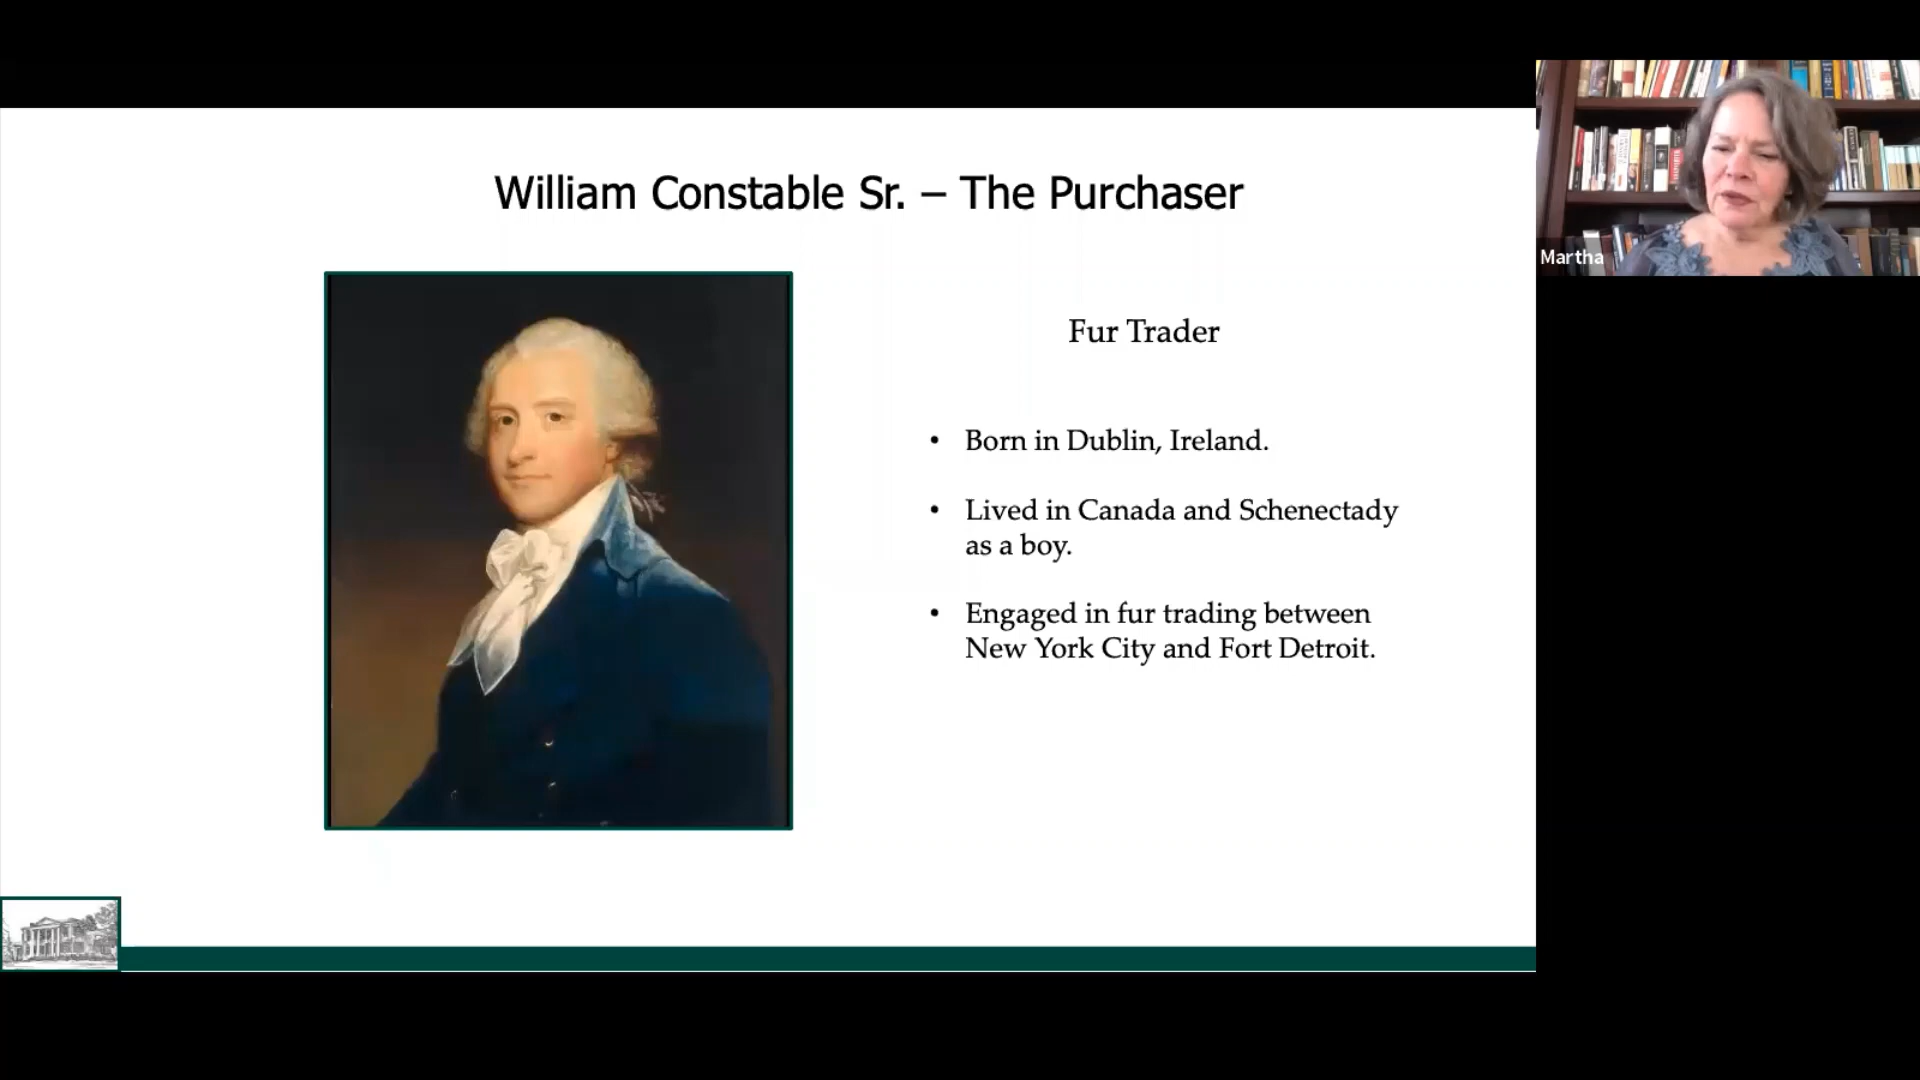 William Constable Sr. – The Purchaser
Fur Trader
• Born in Dublin, Ireland.
• Lived in Canada and Schenectady
as a boy.
• Engaged in fur trading between
New York City and Fort Detroit.
Martha